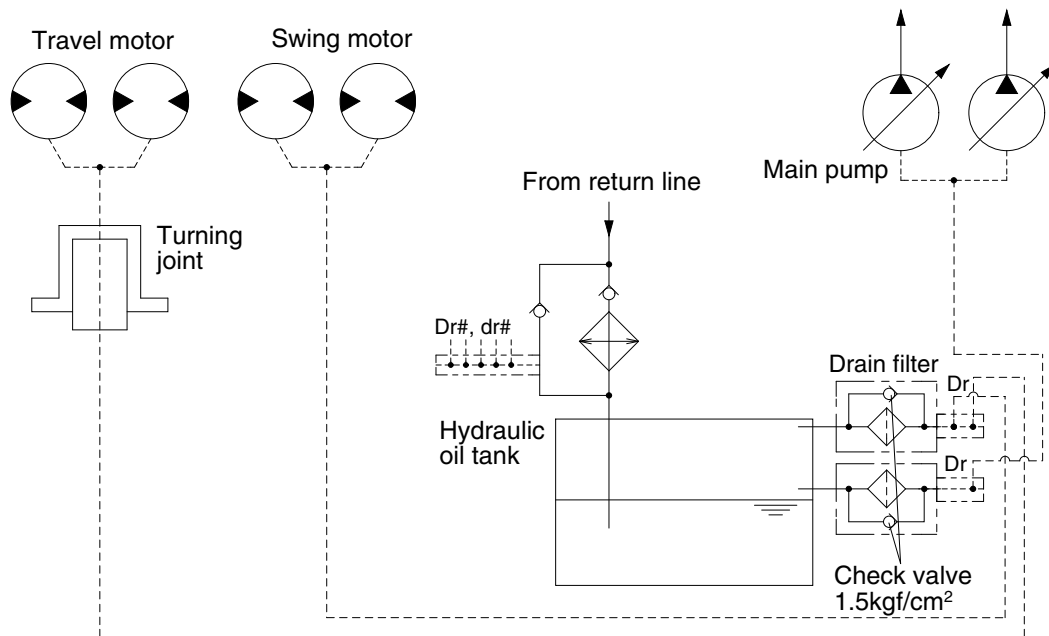 Travel motor
Swing motor
Main pump
From return line
Turning
joint
Dr#, dr#
Drain filter
Dr
Hydraulic
oil tank
Dr
Check valve
1.5kgf/cm²